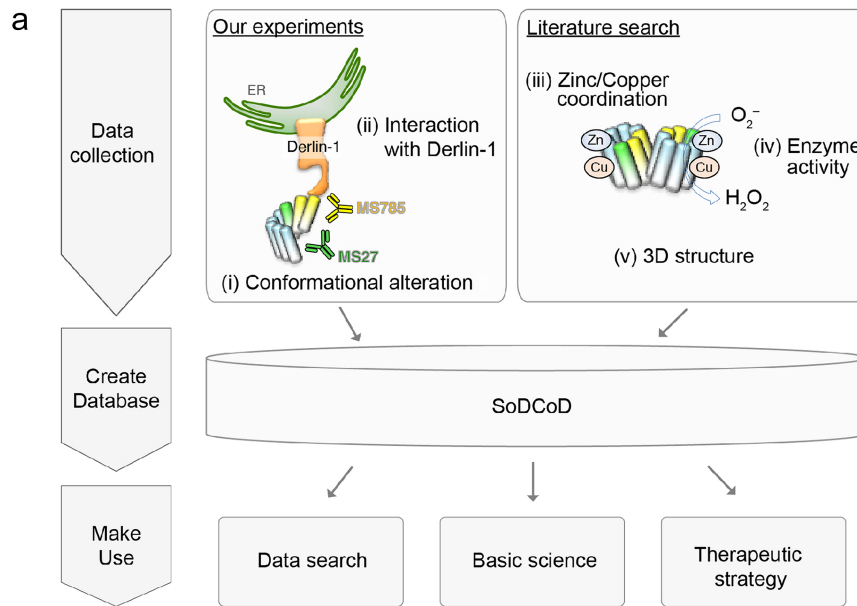 a
Data
collection
Our experiments
ER
(ii) Interaction
with Derlin-1
Derlin-1
MS785
MS27
(i) Conformational alteration
Literature search
(iii) Zinc/Copper
coordination
O₂⁻
Zn
Zn
(iv) Enzyme
activity
Cu
Cu
H₂O₂
(v) 3D structure
Create
Database
SoDCoD
Make
Use
Data search
Basic science
Therapeutic
strategy